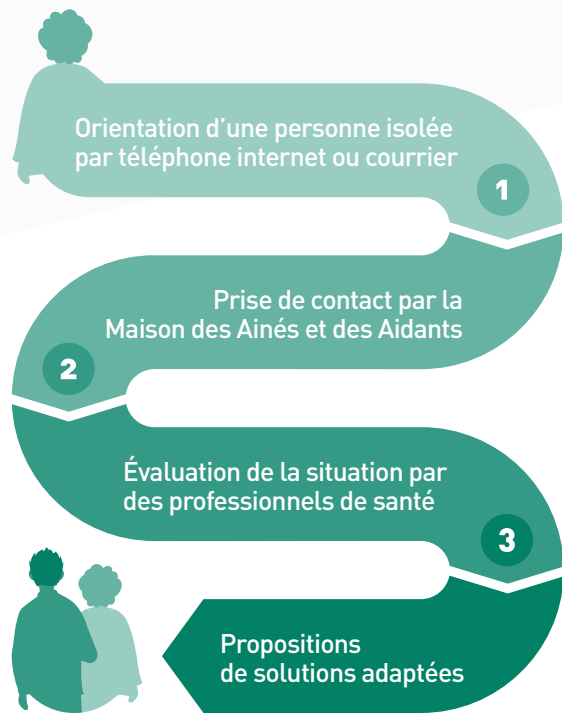 Orientation d'une personne isolée
par téléphone internet ou courrier
1
Prise de contact par la
Maison des Ainés et des Aidants
2
Évaluation de la situation par
des professionnels de santé
3
Propositions
de solutions adaptées